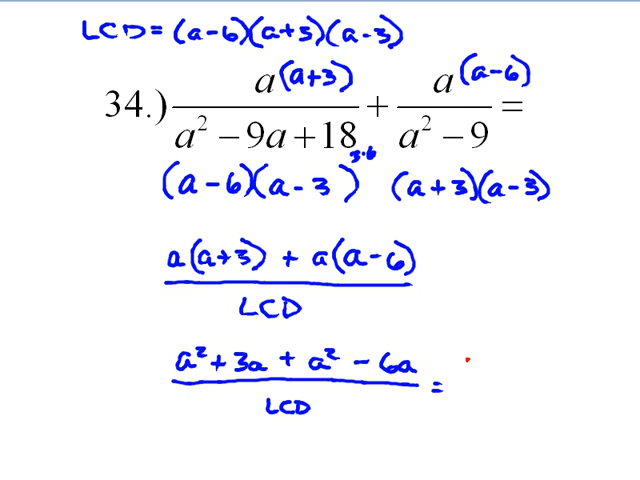 LCD = (a-6)(a+3)(a-3)
a(a+3) a(a-6)
34.) + =
a² − 9a + 18 a² − 9
3·6
(a-6)(a-3) (a+3)(a-3)
a(a+3) + a(a-6)
LCD
a² + 3a + a² - 6a
=
LCD